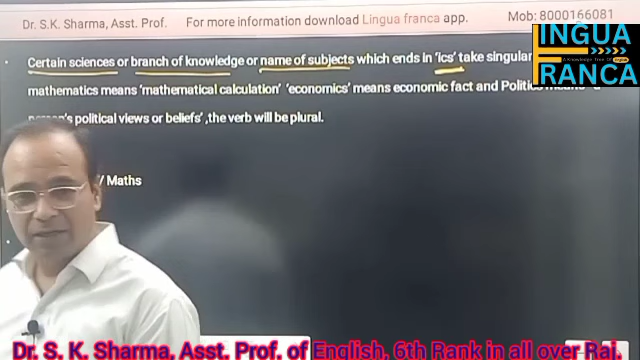 Dr. S.K. Sharma, Asst. Prof. For more information download Lingua franca app. Mob: 8000166081
LINGUA
A Knowledge Tree Of
FRANCA
• Certain sciences or branch of knowledge or name of subjects which ends in 'ics' take singular
mathematics means 'mathematical calculation' 'economics' means economic fact and Politics means
political views or beliefs' ,the verb will be plural.
/ Maths
Dr. S. K. Sharma, Asst. Prof. of English, 6th Rank in all over Raj.